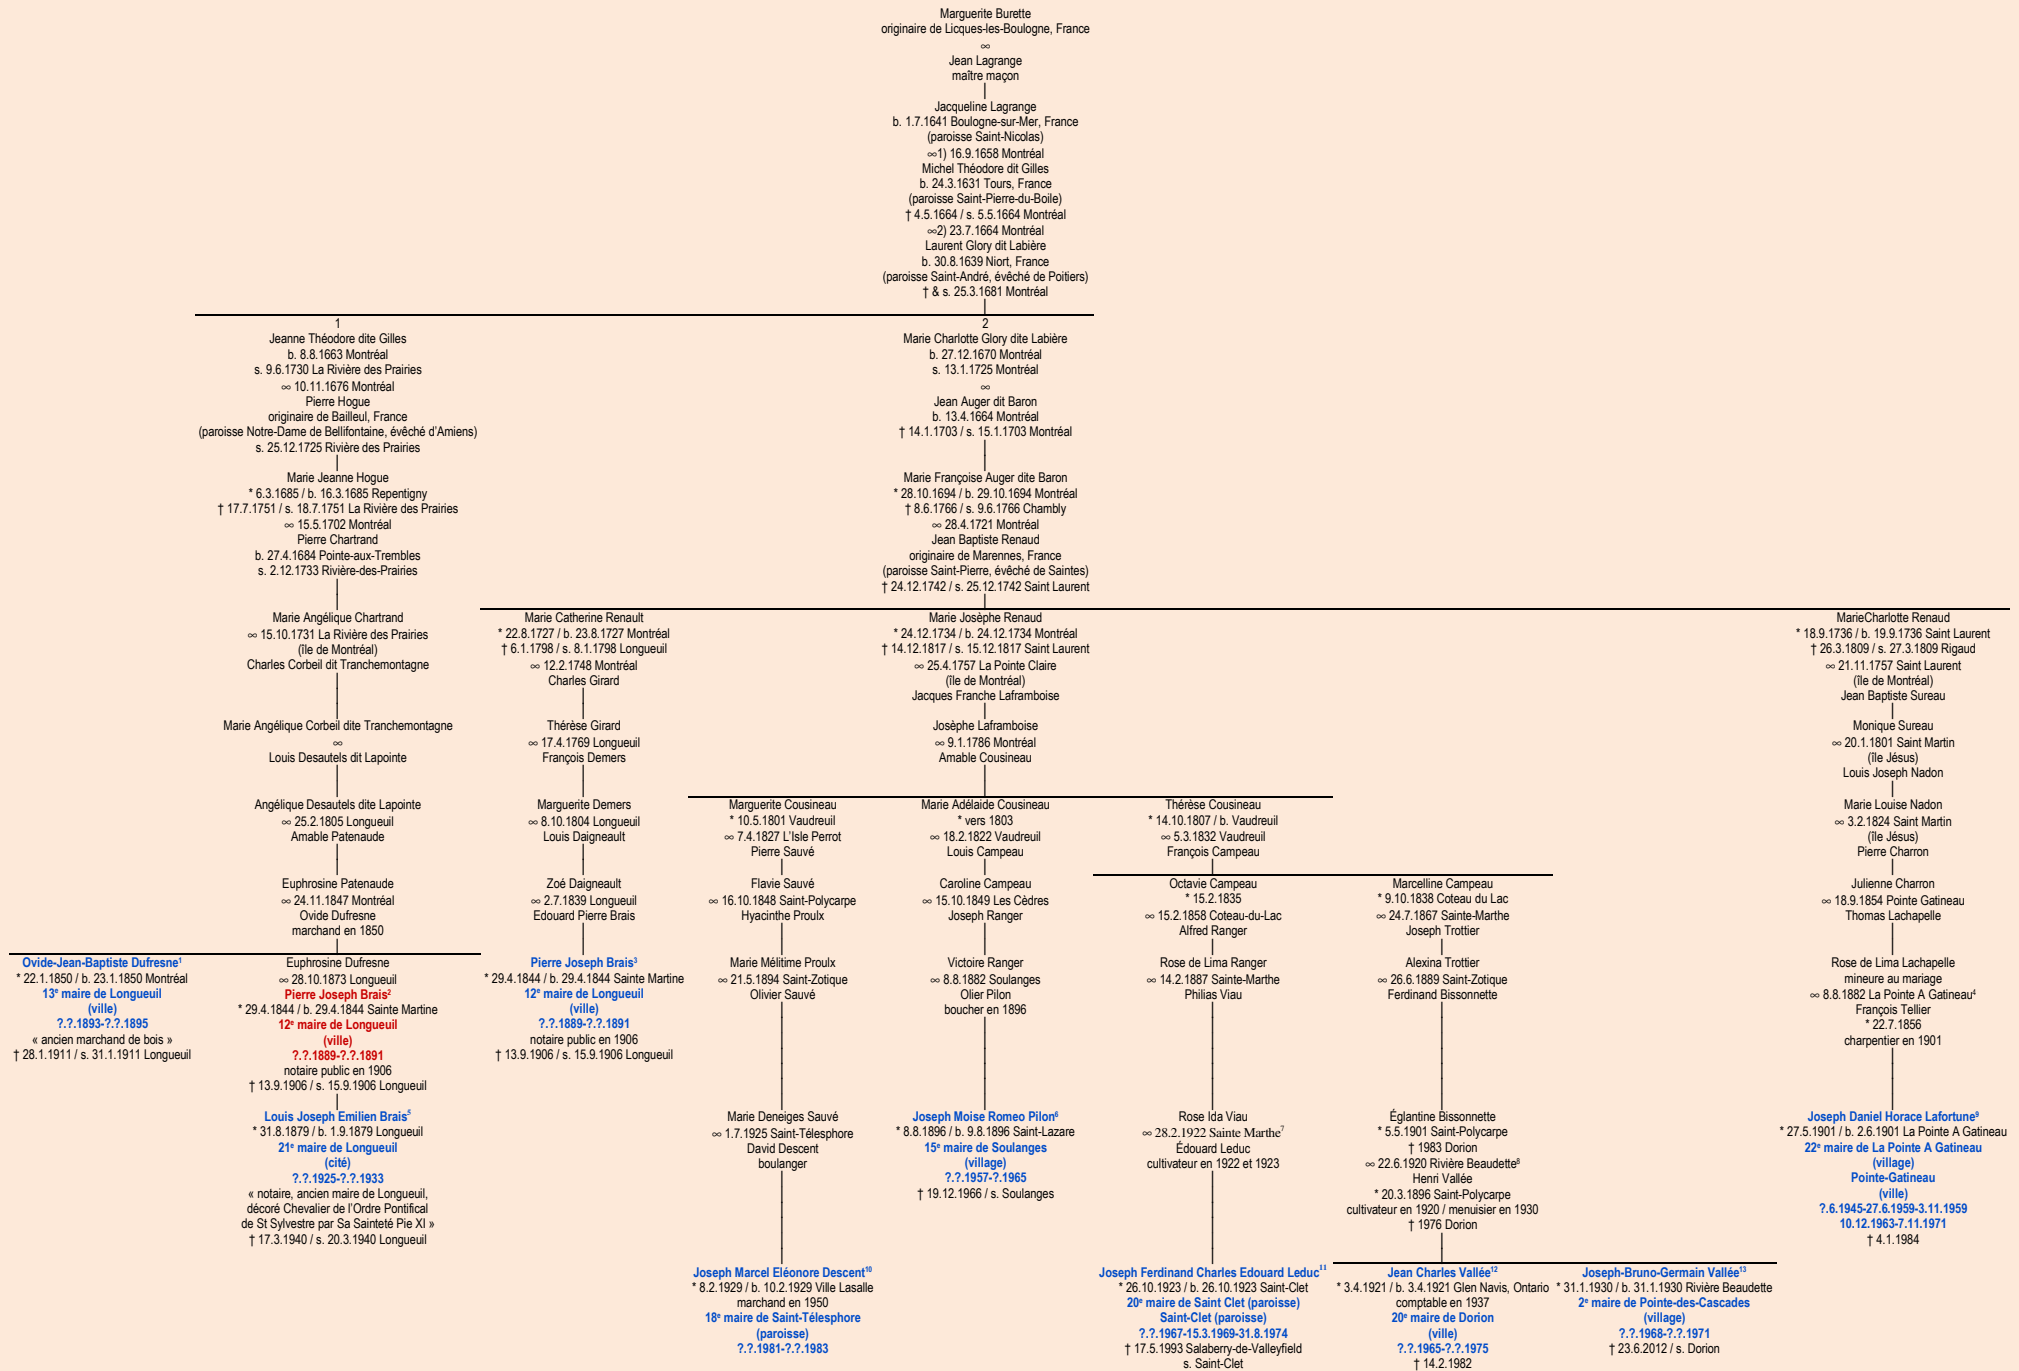 Marguerite Burette
originaire de Licques-les-Boulogne, France
∞
Jean Lagrange
maître maçon
Jacqueline Lagrange
b. 1.7.1641 Boulogne-sur-Mer, France
(paroisse Saint-Nicolas)
∞1) 16.9.1658 Montréal
Michel Théodore dit Gilles
b. 24.3.1631 Tours, France
(paroisse Saint-Pierre-du-Boile)
† 4.5.1664 / s. 5.5.1664 Montréal
∞2) 23.7.1664 Montréal
Laurent Glory dit Labière
b. 30.8.1639 Niort, France
(paroisse Saint-André, évêché de Poitiers)
† & s. 25.3.1681 Montréal
1
Jeanne Théodore dite Gilles
b. 8.8.1663 Montréal
s. 9.6.1730 La Rivière des Prairies
∞ 10.11.1676 Montréal
Pierre Hogue
originaire de Bailleul, France
(paroisse Notre-Dame de Bellifontaine, évêché d'Amiens)
s. 25.12.1725 Rivière des Prairies
2
Marie Charlotte Glory dite Labière
b. 27.12.1670 Montréal
s. 13.1.1725 Montréal
∞
Jean Auger dit Baron
b. 13.4.1664 Montréal
† 14.1.1703 / s. 15.1.1703 Montréal
Marie Jeanne Hogue
* 6.3.1685 / b. 16.3.1685 Repentigny
† 17.7.1751 / s. 18.7.1751 La Rivière des Prairies
∞ 15.5.1702 Montréal
Pierre Chartrand
b. 27.4.1684 Pointe-aux-Trembles
s. 2.12.1733 Rivière-des-Prairies
Marie Françoise Auger dite Baron
* 28.10.1694 / b. 29.10.1694 Montréal
† 8.6.1766 / s. 9.6.1766 Chambly
∞ 28.4.1721 Montréal
Jean Baptiste Renaud
originaire de Marennes, France
(paroisse Saint-Pierre, évêché de Saintes)
† 24.12.1742 / s. 25.12.1742 Saint Laurent
Marie Angélique Chartrand
∞ 15.10.1731 La Rivière des Prairies
(île de Montréal)
Charles Corbeil dit Tranchemontagne
Marie Catherine Renault
* 22.8.1727 / b. 23.8.1727 Montréal
† 6.1.1798 / s. 8.1.1798 Longueuil
∞ 12.2.1748 Montréal
Charles Girard
Marie Josèphe Renaud
* 24.12.1734 / b. 24.12.1734 Montréal
† 14.12.1817 / s. 15.12.1817 Saint Laurent
∞ 25.4.1757 La Pointe Claire
(île de Montréal)
Jacques Franche Laframboise
MarieCharlotte Renaud
* 18.9.1736 / b. 19.9.1736 Saint Laurent
† 26.3.1809 / s. 27.3.1809 Rigaud
∞ 21.11.1757 Saint Laurent
(île de Montréal)
Jean Baptiste Sureau
Marie Angélique Corbeil dite Tranchemontagne
∞
Louis Desautels dit Lapointe
Thérèse Girard
∞ 17.4.1769 Longueuil
François Demers
Josèphe Laframboise
∞ 9.1.1786 Montréal
Amable Cousineau
Monique Sureau
∞ 20.1.1801 Saint Martin
(île Jésus)
Louis Joseph Nadon
Angélique Desautels dite Lapointe
∞ 25.2.1805 Longueuil
Amable Patenaude
Marguerite Demers
∞ 8.10.1804 Longueuil
Louis Daigneault
Marguerite Cousineau
* 10.5.1801 Vaudreuil
∞ 7.4.1827 L'Isle Perrot
Pierre Sauvé
Marie Adélaide Cousineau
* vers 1803
∞ 18.2.1822 Vaudreuil
Louis Campeau
Thérèse Cousineau
* 14.10.1807 / b. Vaudreuil
∞ 5.3.1832 Vaudreuil
François Campeau
Marie Louise Nadon
∞ 3.2.1824 Saint Martin
(île Jésus)
Pierre Charron
Euphrosine Patenaude
∞ 24.11.1847 Montréal
Ovide Dufresne
marchand en 1850
Zoé Daigneault
∞ 2.7.1839 Longueuil
Edouard Pierre Brais
Flavie Sauvé
∞ 16.10.1848 Saint-Polycarpe
Hyacinthe Proulx
Caroline Campeau
∞ 15.10.1849 Les Cèdres
Joseph Ranger
Octavie Campeau
* 15.2.1835
∞ 15.2.1858 Coteau-du-Lac
Alfred Ranger
Marcelline Campeau
* 9.10.1838 Coteau du Lac
∞ 24.7.1867 Sainte-Marthe
Joseph Trottier
Julienne Charron
∞ 18.9.1854 Pointe Gatineau
Thomas Lachapelle
Ovide-Jean-Baptiste Dufresne¹
* 22.1.1850 / b. 23.1.1850 Montréal
13ᵉ maire de Longueuil
(ville)
?.?.1893-?.?.1895
« ancien marchand de bois »
† 28.1.1911 / s. 31.1.1911 Longueuil
Euphrosine Dufresne
∞ 28.10.1873 Longueuil
Pierre Joseph Brais²
* 29.4.1844 / b. 29.4.1844 Sainte Martine
12ᵉ maire de Longueuil
(ville)
?.?.1889-?.?.1891
notaire public en 1906
† 13.9.1906 / s. 15.9.1906 Longueuil
Pierre Joseph Brais³
* 29.4.1844 / b. 29.4.1844 Sainte Martine
12ᵉ maire de Longueuil
(ville)
?.?.1889-?.?.1891
notaire public en 1906
† 13.9.1906 / s. 15.9.1906 Longueuil
Marie Mélitime Proulx
∞ 21.5.1894 Saint-Zotique
Olivier Sauvé
Victoire Ranger
∞ 8.8.1882 Soulanges
Olier Pilon
boucher en 1896
Rose de Lima Ranger
∞ 14.2.1887 Sainte-Marthe
Philias Viau
Alexina Trottier
∞ 26.6.1889 Saint-Zotique
Ferdinand Bissonnette
Rose de Lima Lachapelle
mineure au mariage
∞ 8.8.1882 La Pointe A Gatineau⁴
François Tellier
* 22.7.1856
charpentier en 1901
Louis Joseph Emilien Brais⁵
* 31.8.1879 / b. 1.9.1879 Longueuil
21ᵉ maire de Longueuil
(cité)
?.?.1925-?.?.1933
« notaire, ancien maire de Longueuil,
décoré Chevalier de l'Ordre Pontifical
de St Sylvestre par Sa Sainteté Pie XI »
† 17.3.1940 / s. 20.3.1940 Longueuil
Marie Deneiges Sauvé
∞ 1.7.1925 Saint-Télesphore
David Descent
boulanger
Joseph Moise Romeo Pilon⁶
* 8.8.1896 / b. 9.8.1896 Saint-Lazare
15ᵉ maire de Soulanges
(village)
?.?.1957-?.1965
† 19.12.1966 / s. Soulanges
Rose Ida Viau
∞ 28.2.1922 Sainte Marthe⁷
Édouard Leduc
cultivateur en 1922 et 1923
Églantine Bissonnette
* 5.5.1901 Saint-Polycarpe
† 1983 Dorion
∞ 22.6.1920 Rivière Beaudette⁸
Henri Vallée
* 20.3.1896 Saint-Polycarpe
cultivateur en 1920 / menuisier en 1930
† 1976 Dorion
Joseph Daniel Horace Lafortune⁹
* 27.5.1901 / b. 2.6.1901 La Pointe A Gatineau
22ᵉ maire de La Pointe A Gatineau
(village)
Pointe-Gatineau
(ville)
?.6.1945-27.6.1959-3.11.1959
10.12.1963-7.11.1971
† 4.1.1984
Joseph Marcel Eléonore Descent¹⁰
* 8.2.1929 / b. 10.2.1929 Ville Lasalle
marchand en 1950
18ᵉ maire de Saint-Télesphore
(paroisse)
?.?.1981-?.?.1983
Joseph Ferdinand Charles Edouard Leduc¹¹
* 26.10.1923 / b. 26.10.1923 Saint-Clet
20ᵉ maire de Saint Clet (paroisse)
Saint-Clet (paroisse)
?.?.1967-15.3.1969-31.8.1974
† 17.5.1993 Salaberry-de-Valleyfield
s. Saint-Clet
Jean Charles Vallée¹²
* 3.4.1921 / b. 3.4.1921 Glen Navis, Ontario
comptable en 1937
20ᵉ maire de Dorion
(ville)
?.?.1965-?.?.1975
† 14.2.1982
Joseph-Bruno-Germain Vallée¹³
* 31.1.1930 / b. 31.1.1930 Rivière Beaudette
2ᵉ maire de Pointe-des-Cascades
(village)
?.?.1968-?.?.1971
† 23.6.2012 / s. Dorion